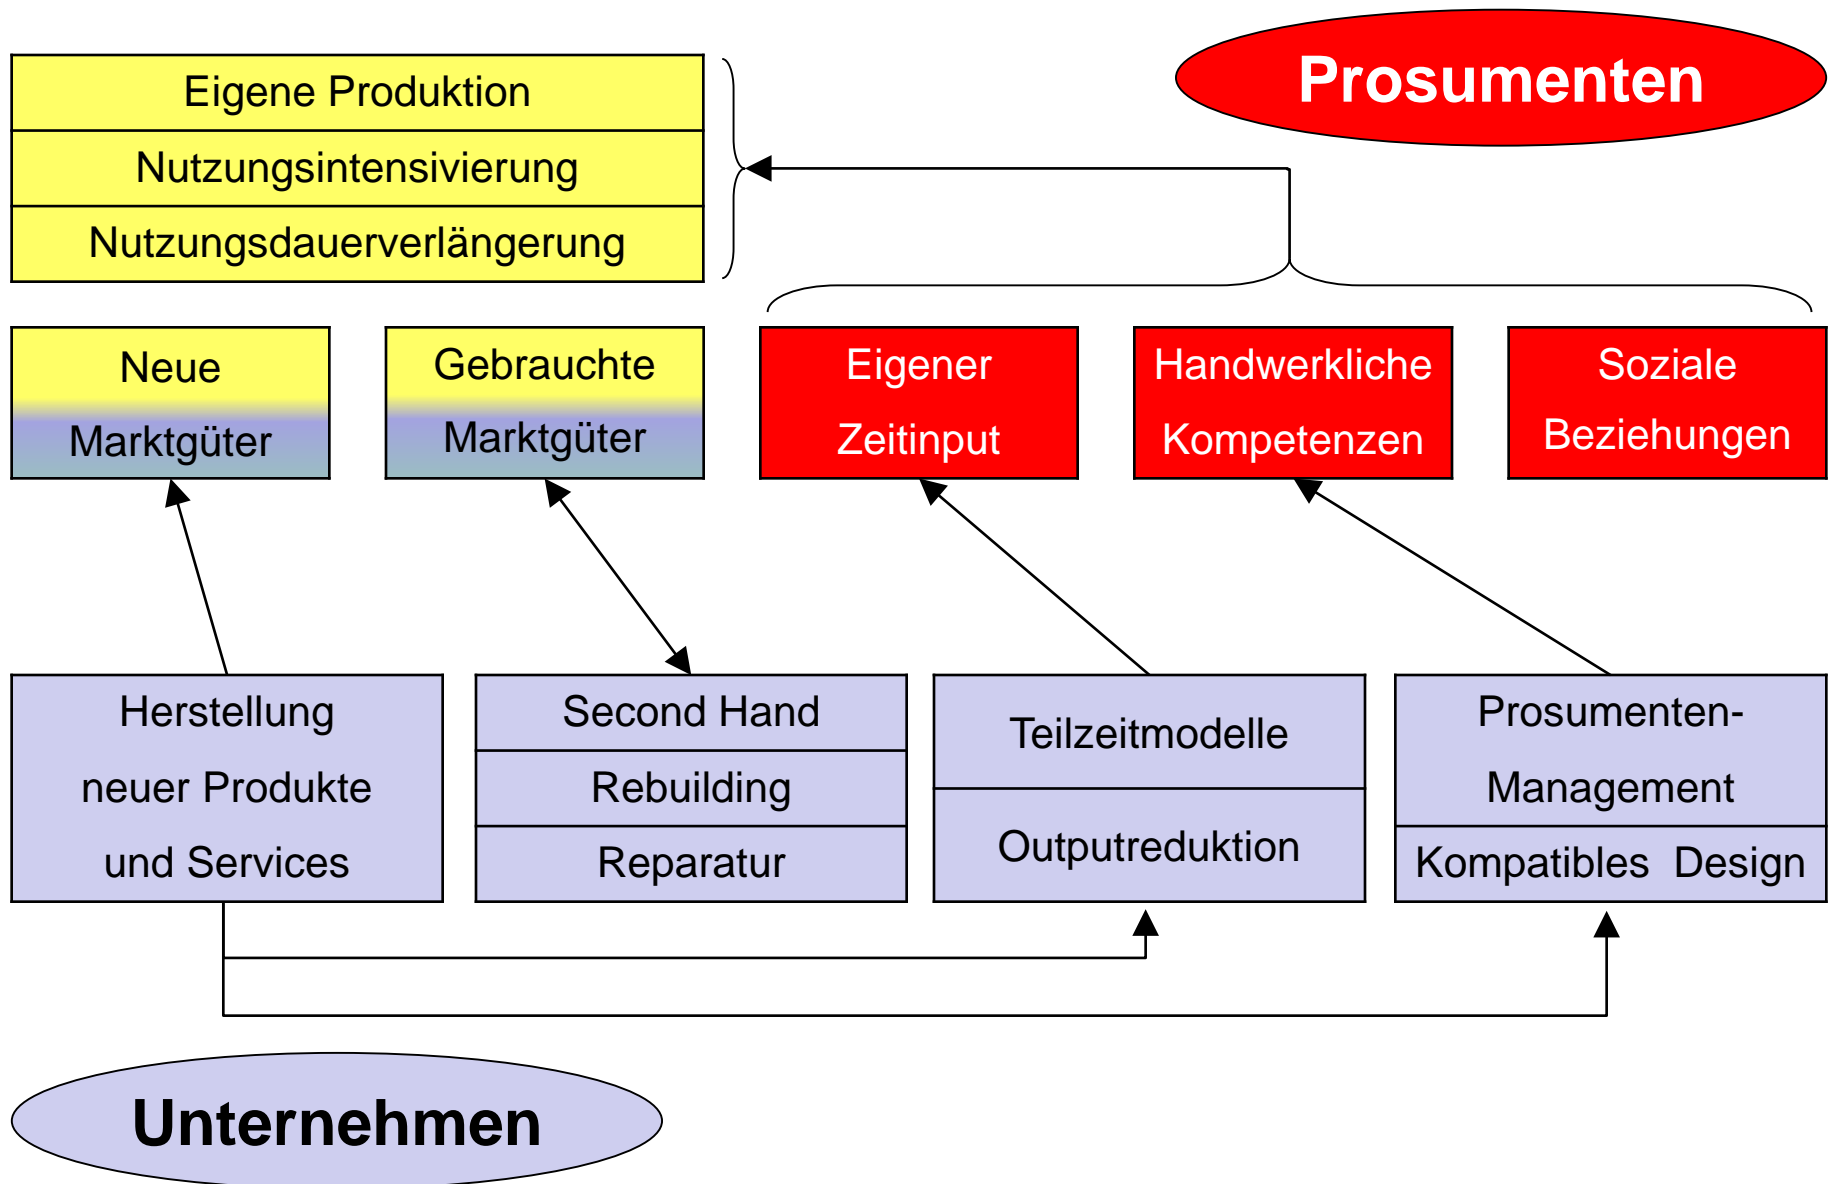 Prosumenten
Eigene Produktion
Nutzungsintensivierung
Nutzungsdauerverlängerung
Neue
Marktgüter
Gebrauchte
Marktgüter
Eigener
Zeitinput
Handwerkliche
Kompetenzen
Soziale
Beziehungen
Herstellung
neuer Produkte
und Services
Second Hand
Rebuilding
Reparatur
Teilzeitmodelle
Outputreduktion
Prosumenten-
Management
Kompatibles Design
Unternehmen